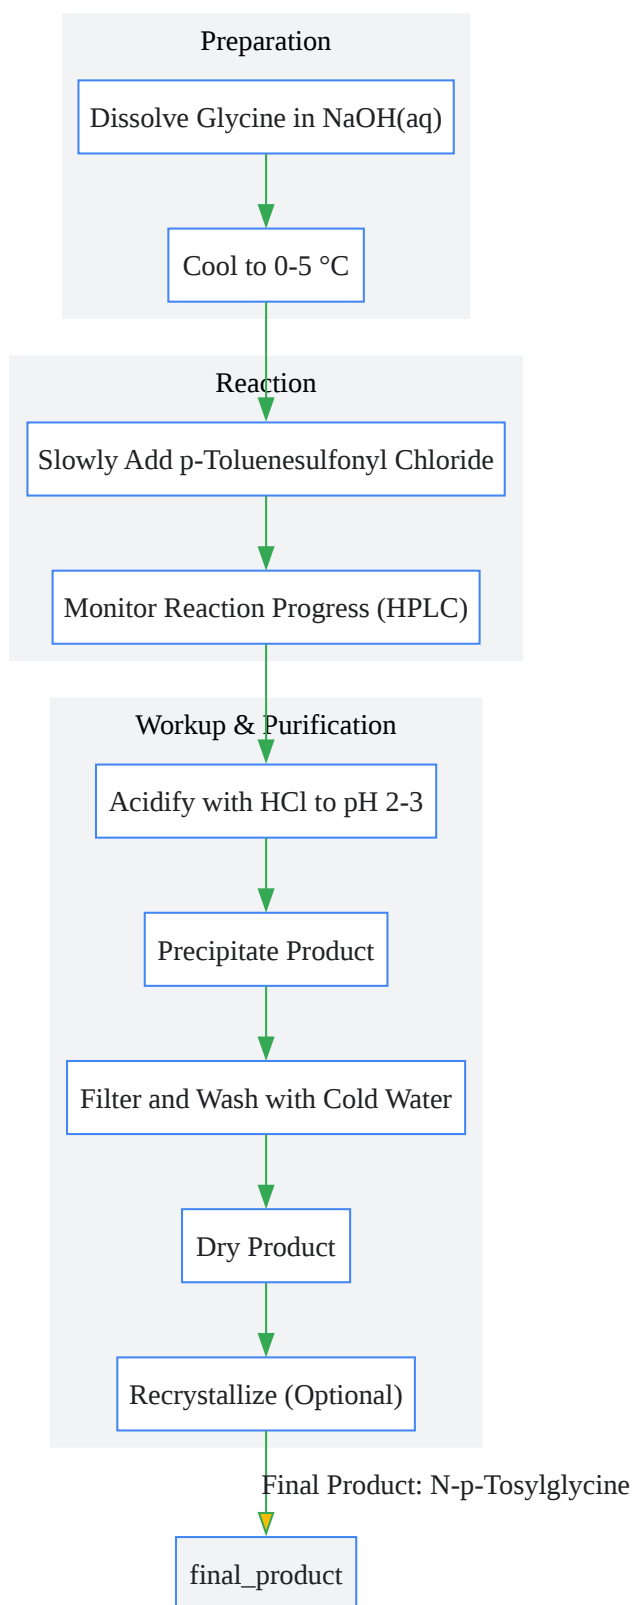 Preparation
Dissolve Glycine in NaOH(aq)
Cool to 0-5 °C
Reaction
Slowly Add p-Toluenesulfonyl Chloride
Monitor Reaction Progress (HPLC)
Workup & Purification
Acidify with HCl to pH 2-3
Precipitate Product
Filter and Wash with Cold Water
Dry Product
Recrystallize (Optional)
Final Product: N-p-Tosylglycine
final_product